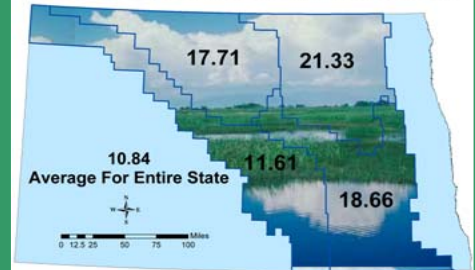 17.71
21.33
10.84
Average For Entire State
11.61
18.66
N
W E
S
Miles
0 12.5 25 50 75 100